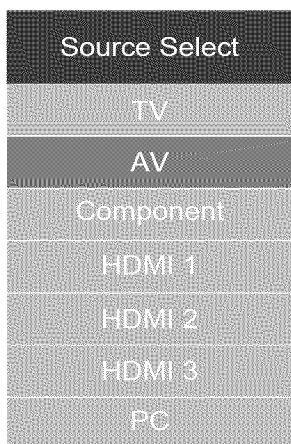 Source Select
TV
AV
Component
HDMI 1
HDMI 2
HDMI 3
PC